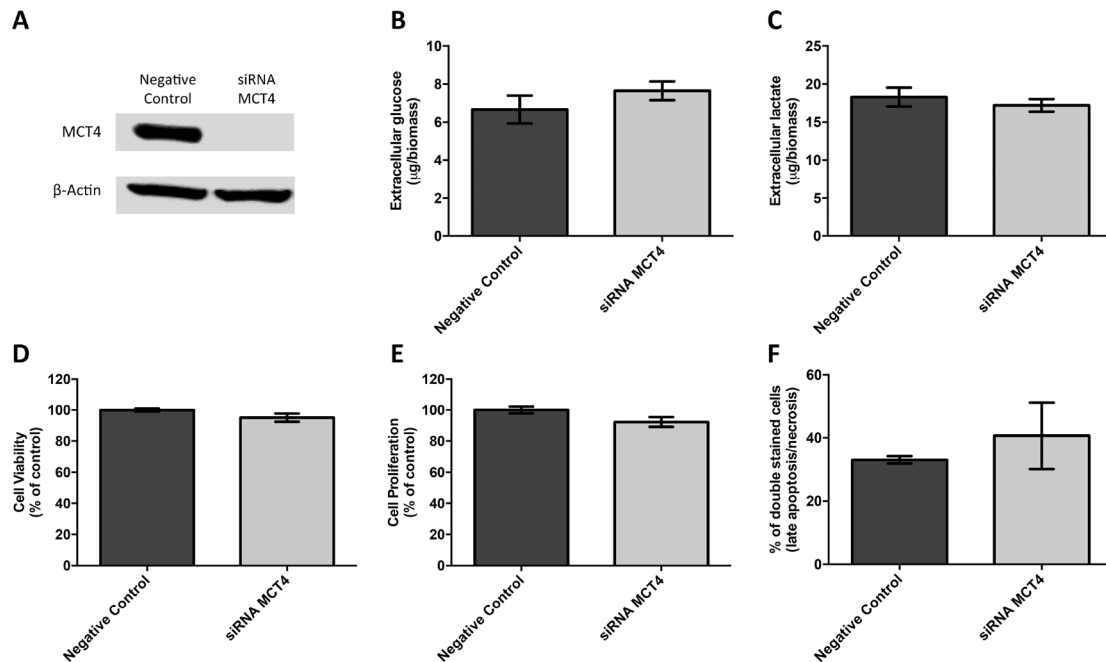 A
Negative
Control
siRNA
MCT4
MCT4
β-Actin
B
Extracellular glucose
(µg/biomass)
10
8
6
4
2
0
Negative Control
siRNA MCT4
C
Extracellular lactate
(µg/biomass)
25
20
15
10
5
0
Negative Control
siRNA MCT4
D
Cell Viability
(% of control)
120
100
80
60
40
20
0
Negative Control
siRNA MCT4
E
Cell Proliferation
(% of control)
120
100
80
60
40
20
0
Negative Control
siRNA MCT4
F
% of double stained cells
(late apoptosis/necrosis)
60
40
20
0
Negative Control
siRNA MCT4